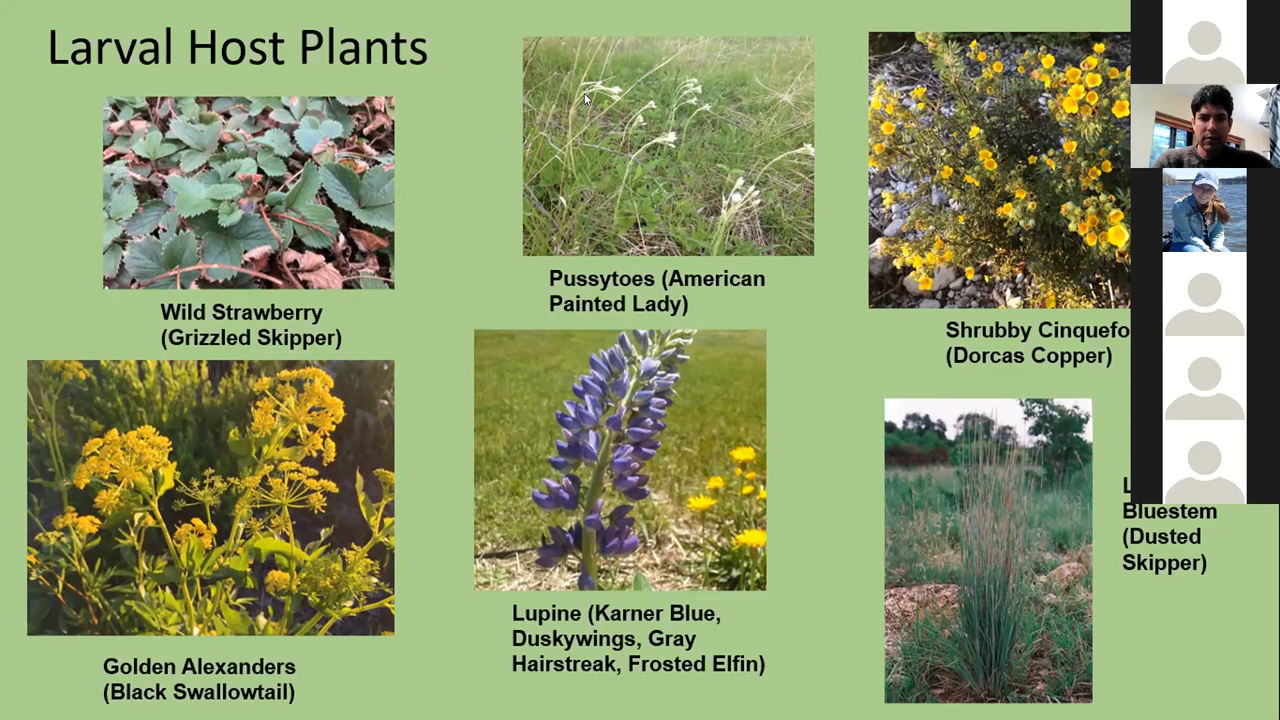 Larval Host Plants
Wild Strawberry
(Grizzled Skipper)
Pussytoes (American
Painted Lady)
Shrubby
(Dorcas Copper)
Golden Alexanders
(Black Swallowtail)
Lupine (Karner Blue,
Duskywings, Gray
Hairstreak, Frosted Elfin)
Bluestem
(Dusted
Skipper)